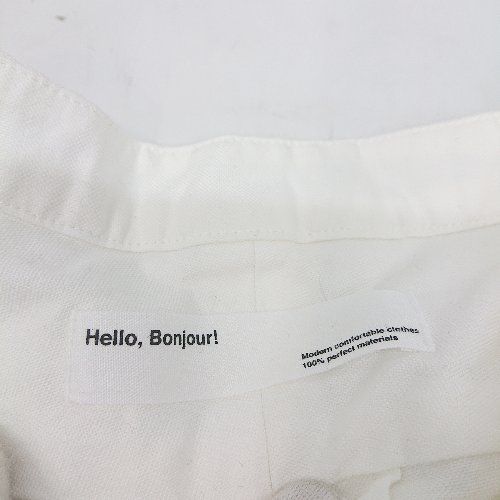 Hello, Bonjour!
Modern comfortable clothes
100% perfect materials